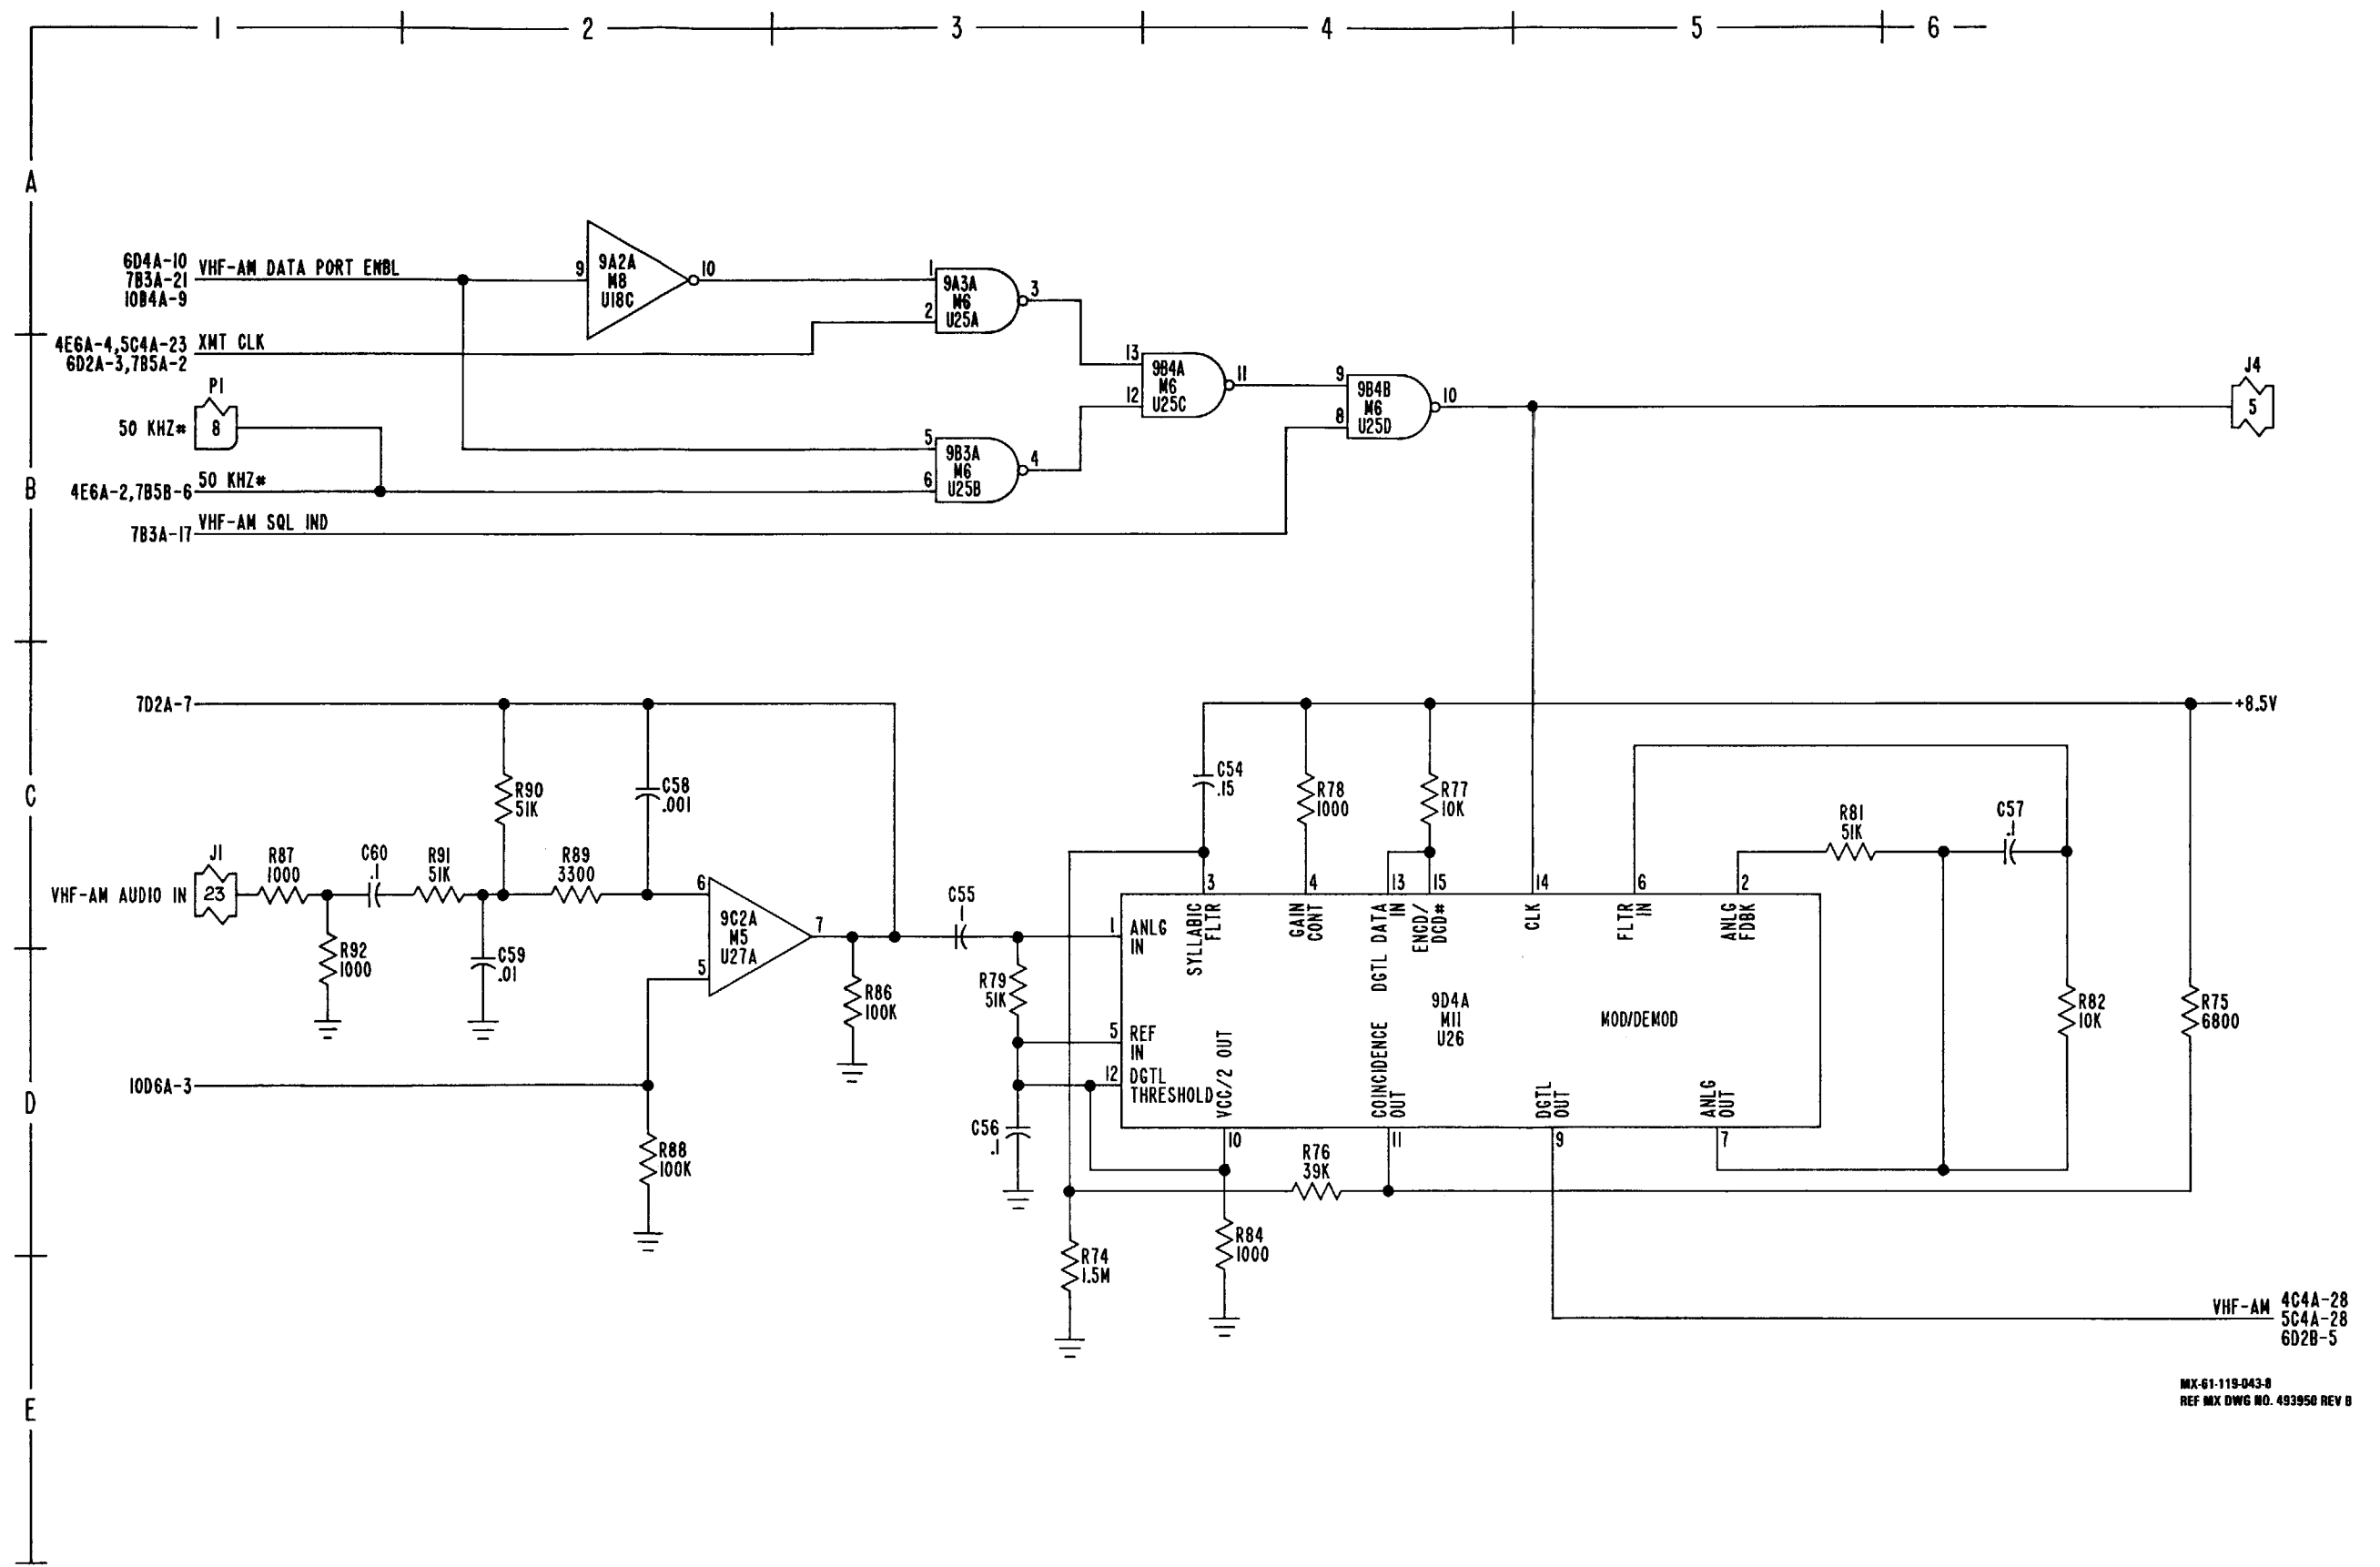 1 2 3 4 5 6
A
6D4A-10
7B3A-21
10B4A-9
VHF-AM DATA PORT ENBL
9
9A2A
M8
U18C
10
1
2
9A3A
M6
U25A
3
4E6A-4,5C4A-23
6D2A-3,7B5A-2
XMT CLK
P1
50 KHZ*
8
B
4E6A-2,7B5B-6
50 KHZ*
7B3A-17
VHF-AM SQL IND
5
6
9B3A
M6
U25B
4
13
12
9B4A
M6
U25C
11
9
8
9B4B
M6
U25D
10
J4
5
7D2A-7
+8.5V
C
R90
51K
C58
.001
C54
.15
R78
1000
R77
10K
R81
51K
C57
.1
J1
VHF-AM AUDIO IN
23
R87
1000
C60
.1
R91
51K
R89
3300
R92
1000
C59
.01
6
5
9C2A
M5
U27A
7
R86
100K
C55
.1
R79
51K
C56
.1
10D6A-3
R88
100K
D
3
4
13
15
14
6
2
1
ANLG
IN
SYLLABIC
FLTR
GAIN
CONT
DGTL DATA
IN
ENCD/
DCD#
CLK
FLTR
IN
ANLG
FDBK
5
REF
IN
12
DGTL
THRESHOLD
VCC/2 OUT
COINCIDENCE
OUT
9D4A
M11
U26
MOD/DEMOD
DGTL
OUT
ANLG
OUT
10
11
9
7
R82
10K
R75
6800
R76
39K
R84
1000
R74
1.5M
VHF-AM
4C4A-28
5C4A-28
6D2B-5
E
MX-61-119-043-8
REF MX DWG NO. 493950 REV B